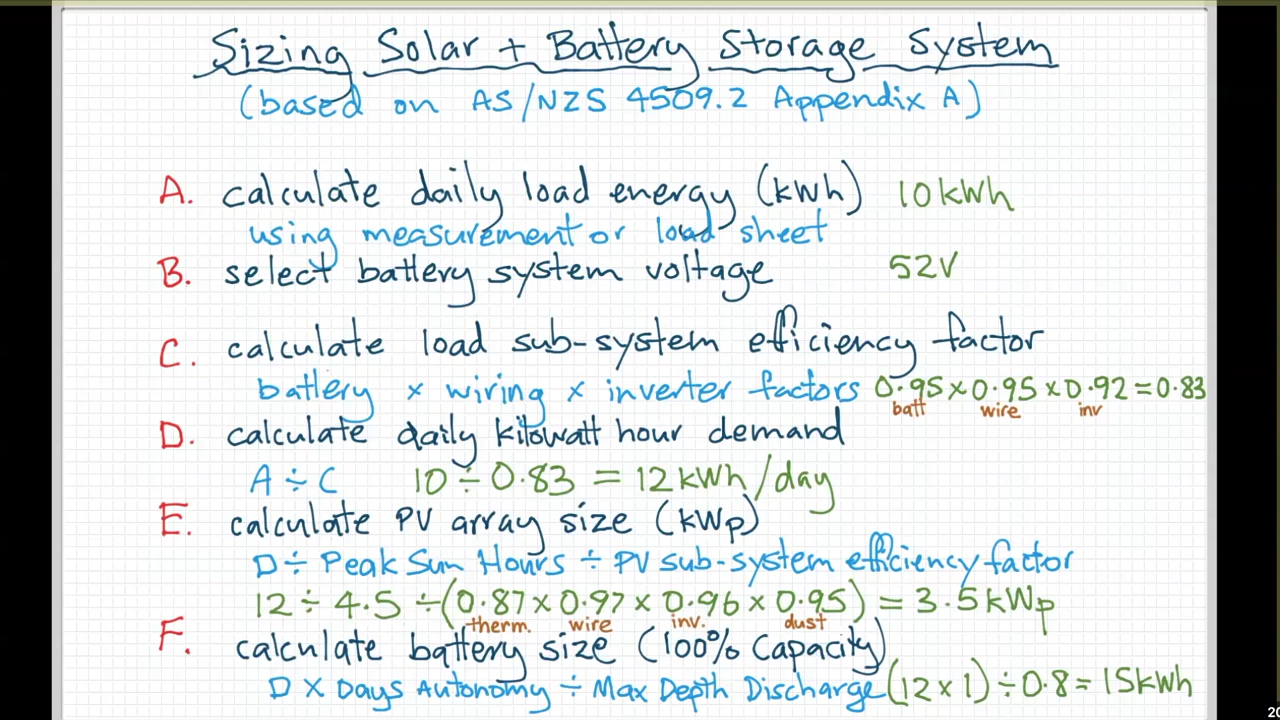 Sizing Solar + Battery Storage System
(based on AS/NZS 4509.2 Appendix A)
A. calculate daily load energy (kWh) 10kWh
using measurement or load sheet
B. select battery system voltage 52V
C. calculate load sub-system efficiency factor
battery × wiring × inverter factors 0.95 × 0.95 × 0.92 = 0.83
batt wire inv
D. calculate daily kilowatt hour demand
A ÷ C 10 ÷ 0.83 = 12kWh/day
E. calculate PV array size (kWp)
D ÷ Peak Sun Hours ÷ PV sub-system efficiency factor
12 ÷ 4.5 ÷ (0.87 × 0.97 × 0.96 × 0.95) = 3.5kWp
therm. wire inv. dust
F. calculate battery size (100% Capacity)
D × Days Autonomy ÷ Max Depth Discharge (12 × 1) ÷ 0.8 = 15kWh